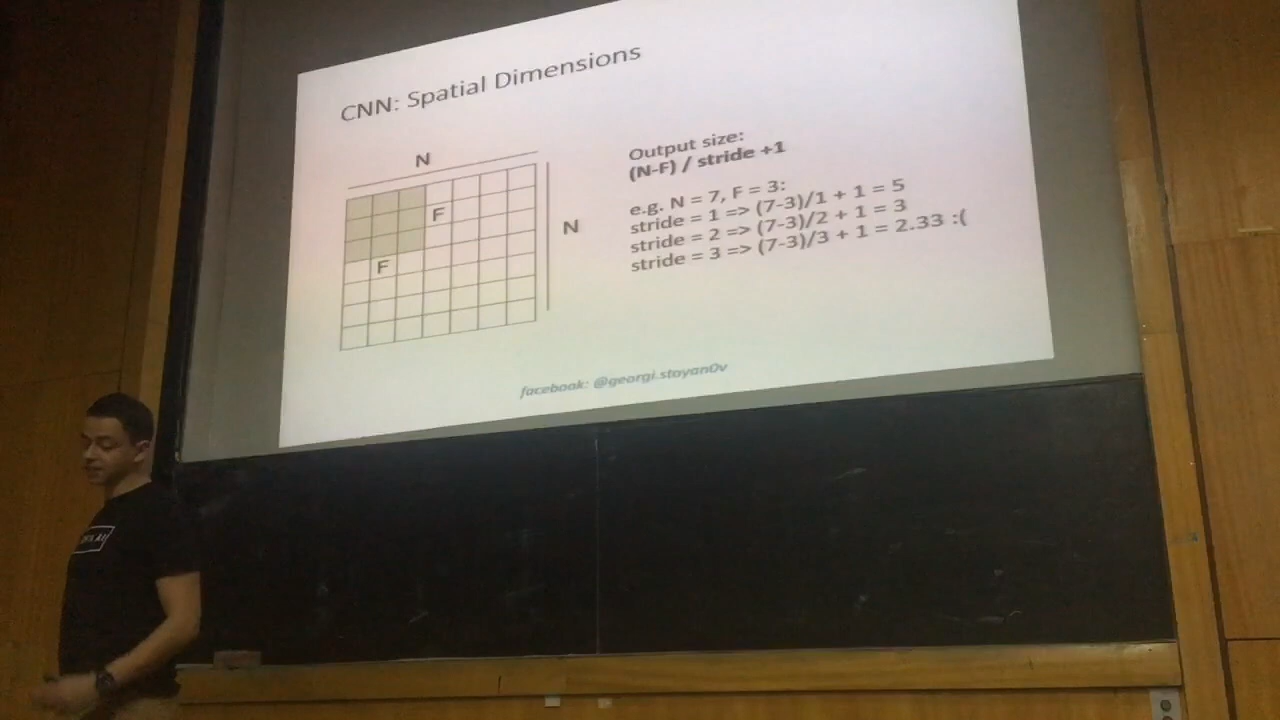 CNN: Spatial Dimensions
N
F
N
F
Output size:
(N-F) / stride +1
e.g. N = 7, F = 3:
stride = 1 => (7-3)/1 + 1 = 5
stride = 2 => (7-3)/2 + 1 = 3
stride = 3 => (7-3)/3 + 1 = 2.33 :(
facebook: @georgi.stoyan0v